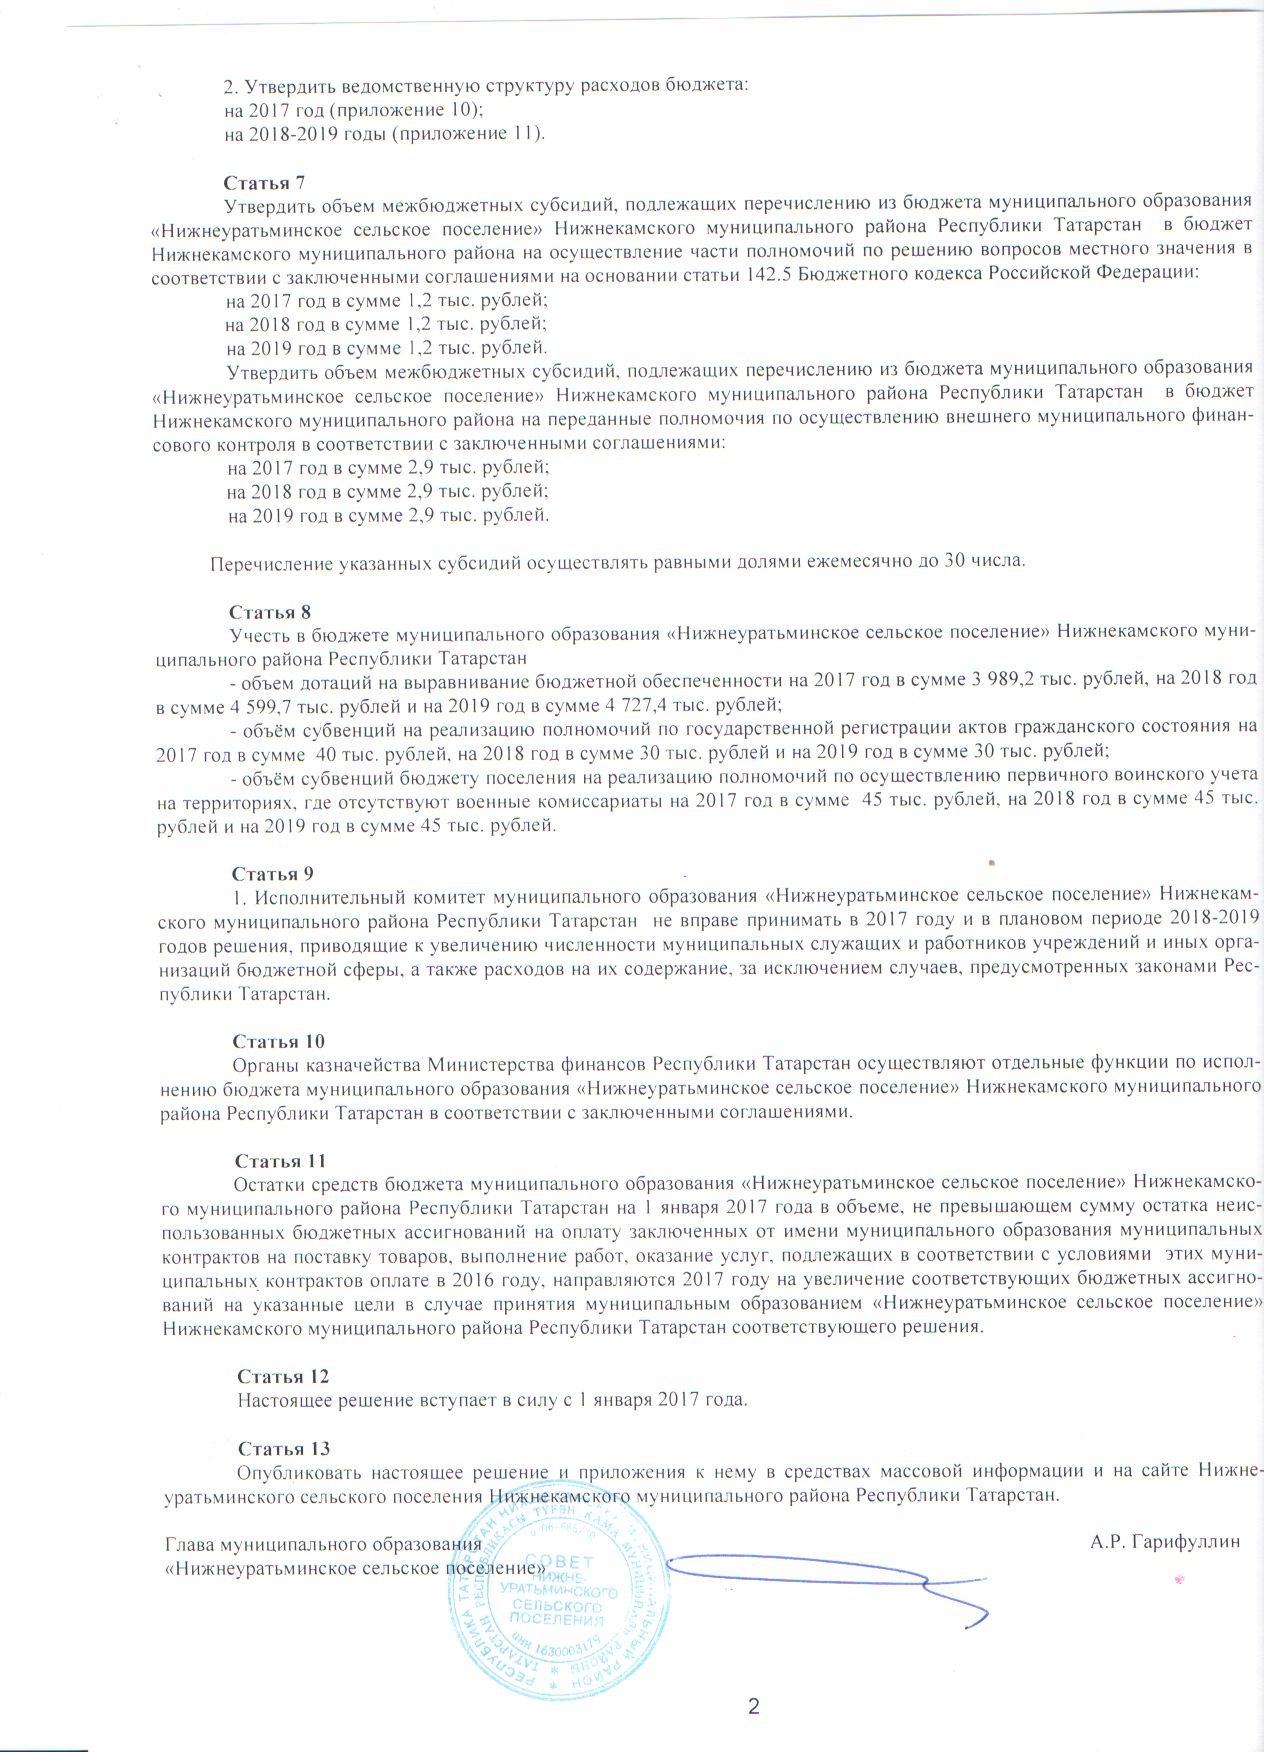 2. Утвердить ведомственную структуру расходов бюджета:
на 2017 год (приложение 10);
на 2018-2019 годы (приложение 11).
Статья 7
Утвердить объем межбюджетных субсидий, подлежащих перечислению из бюджета муниципального образования
«Нижнеуратьминское сельское поселение» Нижнекамского муниципального района Республики Татарстан в бюджет
Нижнекамского муниципального района на осуществление части полномочий по решению вопросов местного значения в
соответствии с заключенными соглашениями на основании статьи 142.5 Бюджетного кодекса Российской Федерации:
на 2017 год в сумме 1,2 тыс. рублей;
на 2018 год в сумме 1,2 тыс. рублей;
на 2019 год в сумме 1,2 тыс. рублей.
Утвердить объем межбюджетных субсидий, подлежащих перечислению из бюджета муниципального образования
«Нижнеуратьминское сельское поселение» Нижнекамского муниципального района Республики Татарстан в бюджет
Нижнекамского муниципального района на переданные полномочия по осуществлению внешнего муниципального финан-
сового контроля в соответствии с заключенными соглашениями:
на 2017 год в сумме 2,9 тыс. рублей;
на 2018 год в сумме 2,9 тыс. рублей;
на 2019 год в сумме 2,9 тыс. рублей.
Перечисление указанных субсидий осуществлять равными долями ежемесячно до 30 числа.
Статья 8
Учесть в бюджете муниципального образования «Нижнеуратьминское сельское поселение» Нижнекамского муни-
ципального района Республики Татарстан
- объем дотаций на выравнивание бюджетной обеспеченности на 2017 год в сумме 3 989,2 тыс. рублей, на 2018 год
в сумме 4 599,7 тыс. рублей и на 2019 год в сумме 4 727,4 тыс. рублей;
- объём субвенций на реализацию полномочий по государственной регистрации актов гражданского состояния на
2017 год в сумме 40 тыс. рублей, на 2018 год в сумме 30 тыс. рублей и на 2019 год в сумме 30 тыс. рублей;
- объём субвенций бюджету поселения на реализацию полномочий по осуществлению первичного воинского учета
на территориях, где отсутствуют военные комиссариаты на 2017 год в сумме 45 тыс. рублей, на 2018 год в сумме 45 тыс.
рублей и на 2019 год в сумме 45 тыс. рублей.
Статья 9
1. Исполнительный комитет муниципального образования «Нижнеуратьминское сельское поселение» Нижнекам-
ского муниципального района Республики Татарстан не вправе принимать в 2017 году и в плановом периоде 2018-2019
годов решения, приводящие к увеличению численности муниципальных служащих и работников учреждений и иных орга-
низаций бюджетной сферы, а также расходов на их содержание, за исключением случаев, предусмотренных законами Рес-
публики Татарстан.
Статья 10
Органы казначейства Министерства финансов Республики Татарстан осуществляют отдельные функции по испол-
нению бюджета муниципального образования «Нижнеуратьминское сельское поселение» Нижнекамского муниципального
района Республики Татарстан в соответствии с заключенными соглашениями.
Статья 11
Остатки средств бюджета муниципального образования «Нижнеуратьминское сельское поселение» Нижнекамско-
го муниципального района Республики Татарстан на 1 января 2017 года в объеме, не превышающем сумму остатка неис-
пользованных бюджетных ассигнований на оплату заключенных от имени муниципального образования муниципальных
контрактов на поставку товаров, выполнение работ, оказание услуг, подлежащих в соответствии с условиями этих муни-
ципальных контрактов оплате в 2016 году, направляются 2017 году на увеличение соответствующих бюджетных ассигно-
ваний на указанные цели в случае принятия муниципальным образованием «Нижнеуратьминское сельское поселение»
Нижнекамского муниципального района Республики Татарстан соответствующего решения.
Статья 12
Настоящее решение вступает в силу с 1 января 2017 года.
Статья 13
Опубликовать настоящее решение и приложения к нему в средствах массовой информации и на сайте Нижне-
уратьминского сельского поселения Нижнекамского муниципального района Республики Татарстан.
Глава муниципального образования А.Р. Гарифуллин
«Нижнеуратьминское сельское поселение»
СОВЕТ
НИЖНЕ-
УРАТЬМИНСКОГО
СЕЛЬСКОГО
ПОСЕЛЕНИЯ
ИНН 1630003179
2